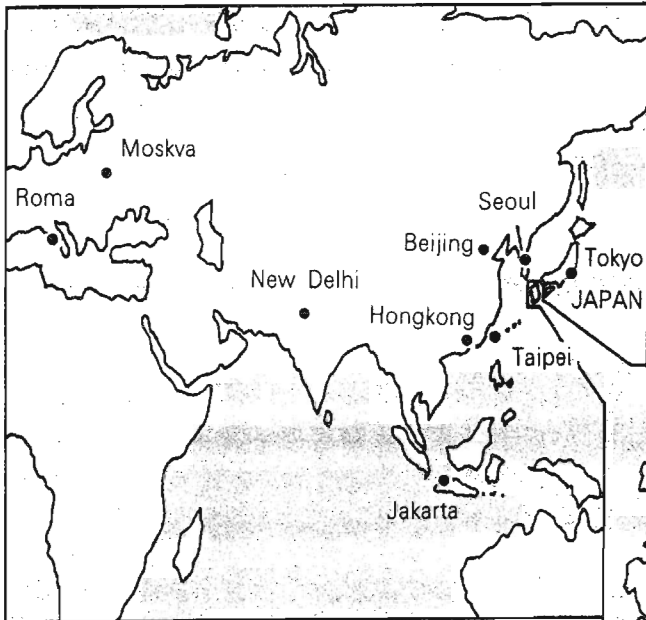 Moskva
Roma
Seoul
Beijing
Tokyo
New Delhi
JAPAN
Hongkong
Taipei
Jakarta